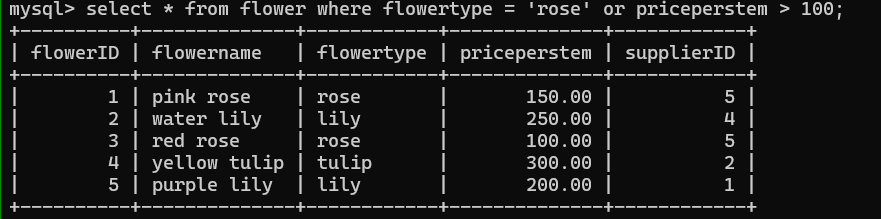 mysql> select * from flower where flowertype = 'rose' or priceperstem > 100;
+----------+--------------+------------+--------------+------------+
| flowerID | flowername   | flowertype | priceperstem | supplierID |
+----------+--------------+------------+--------------+------------+
|        1 | pink rose    | rose       |       150.00 |          5 |
|        2 | water lily   | lily       |       250.00 |          4 |
|        3 | red rose     | rose       |       100.00 |          5 |
|        4 | yellow tulip | tulip      |       300.00 |          2 |
|        5 | purple lily  | lily       |       200.00 |          1 |
+----------+--------------+------------+--------------+------------+